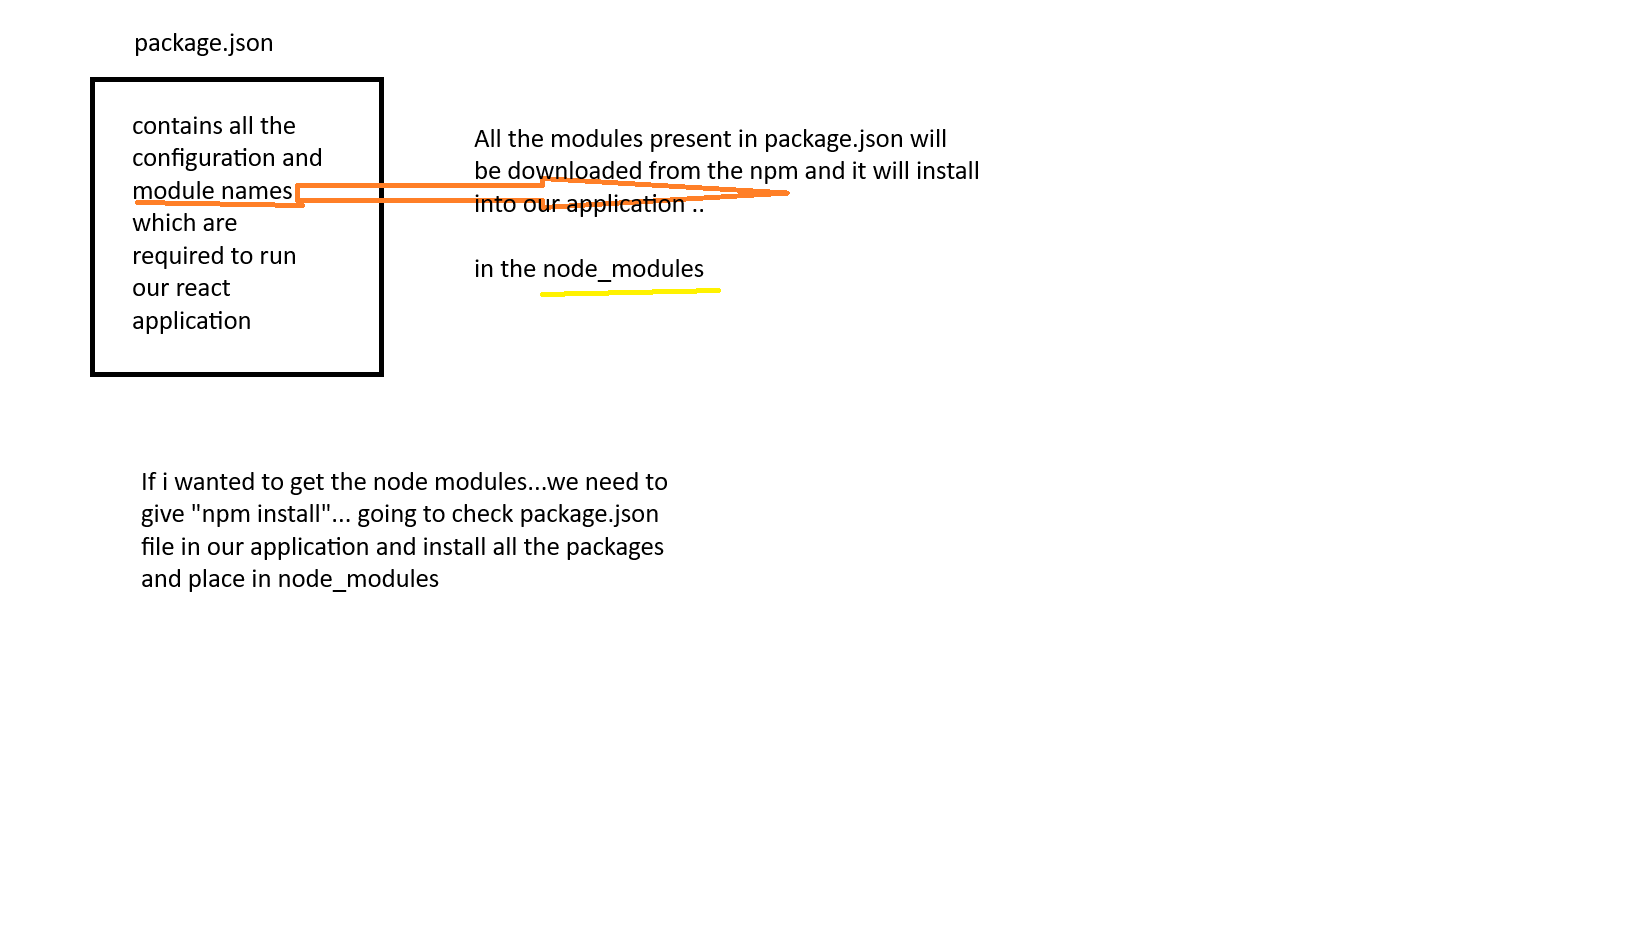 package.json
contains all the
configuration and
module names
which are
required to run
our react
application
All the modules present in package.json will
be downloaded from the npm and it will install
into our application ..
in the node_modules
If i wanted to get the node modules...we need to
give "npm install"... going to check package.json
file in our application and install all the packages
and place in node_modules